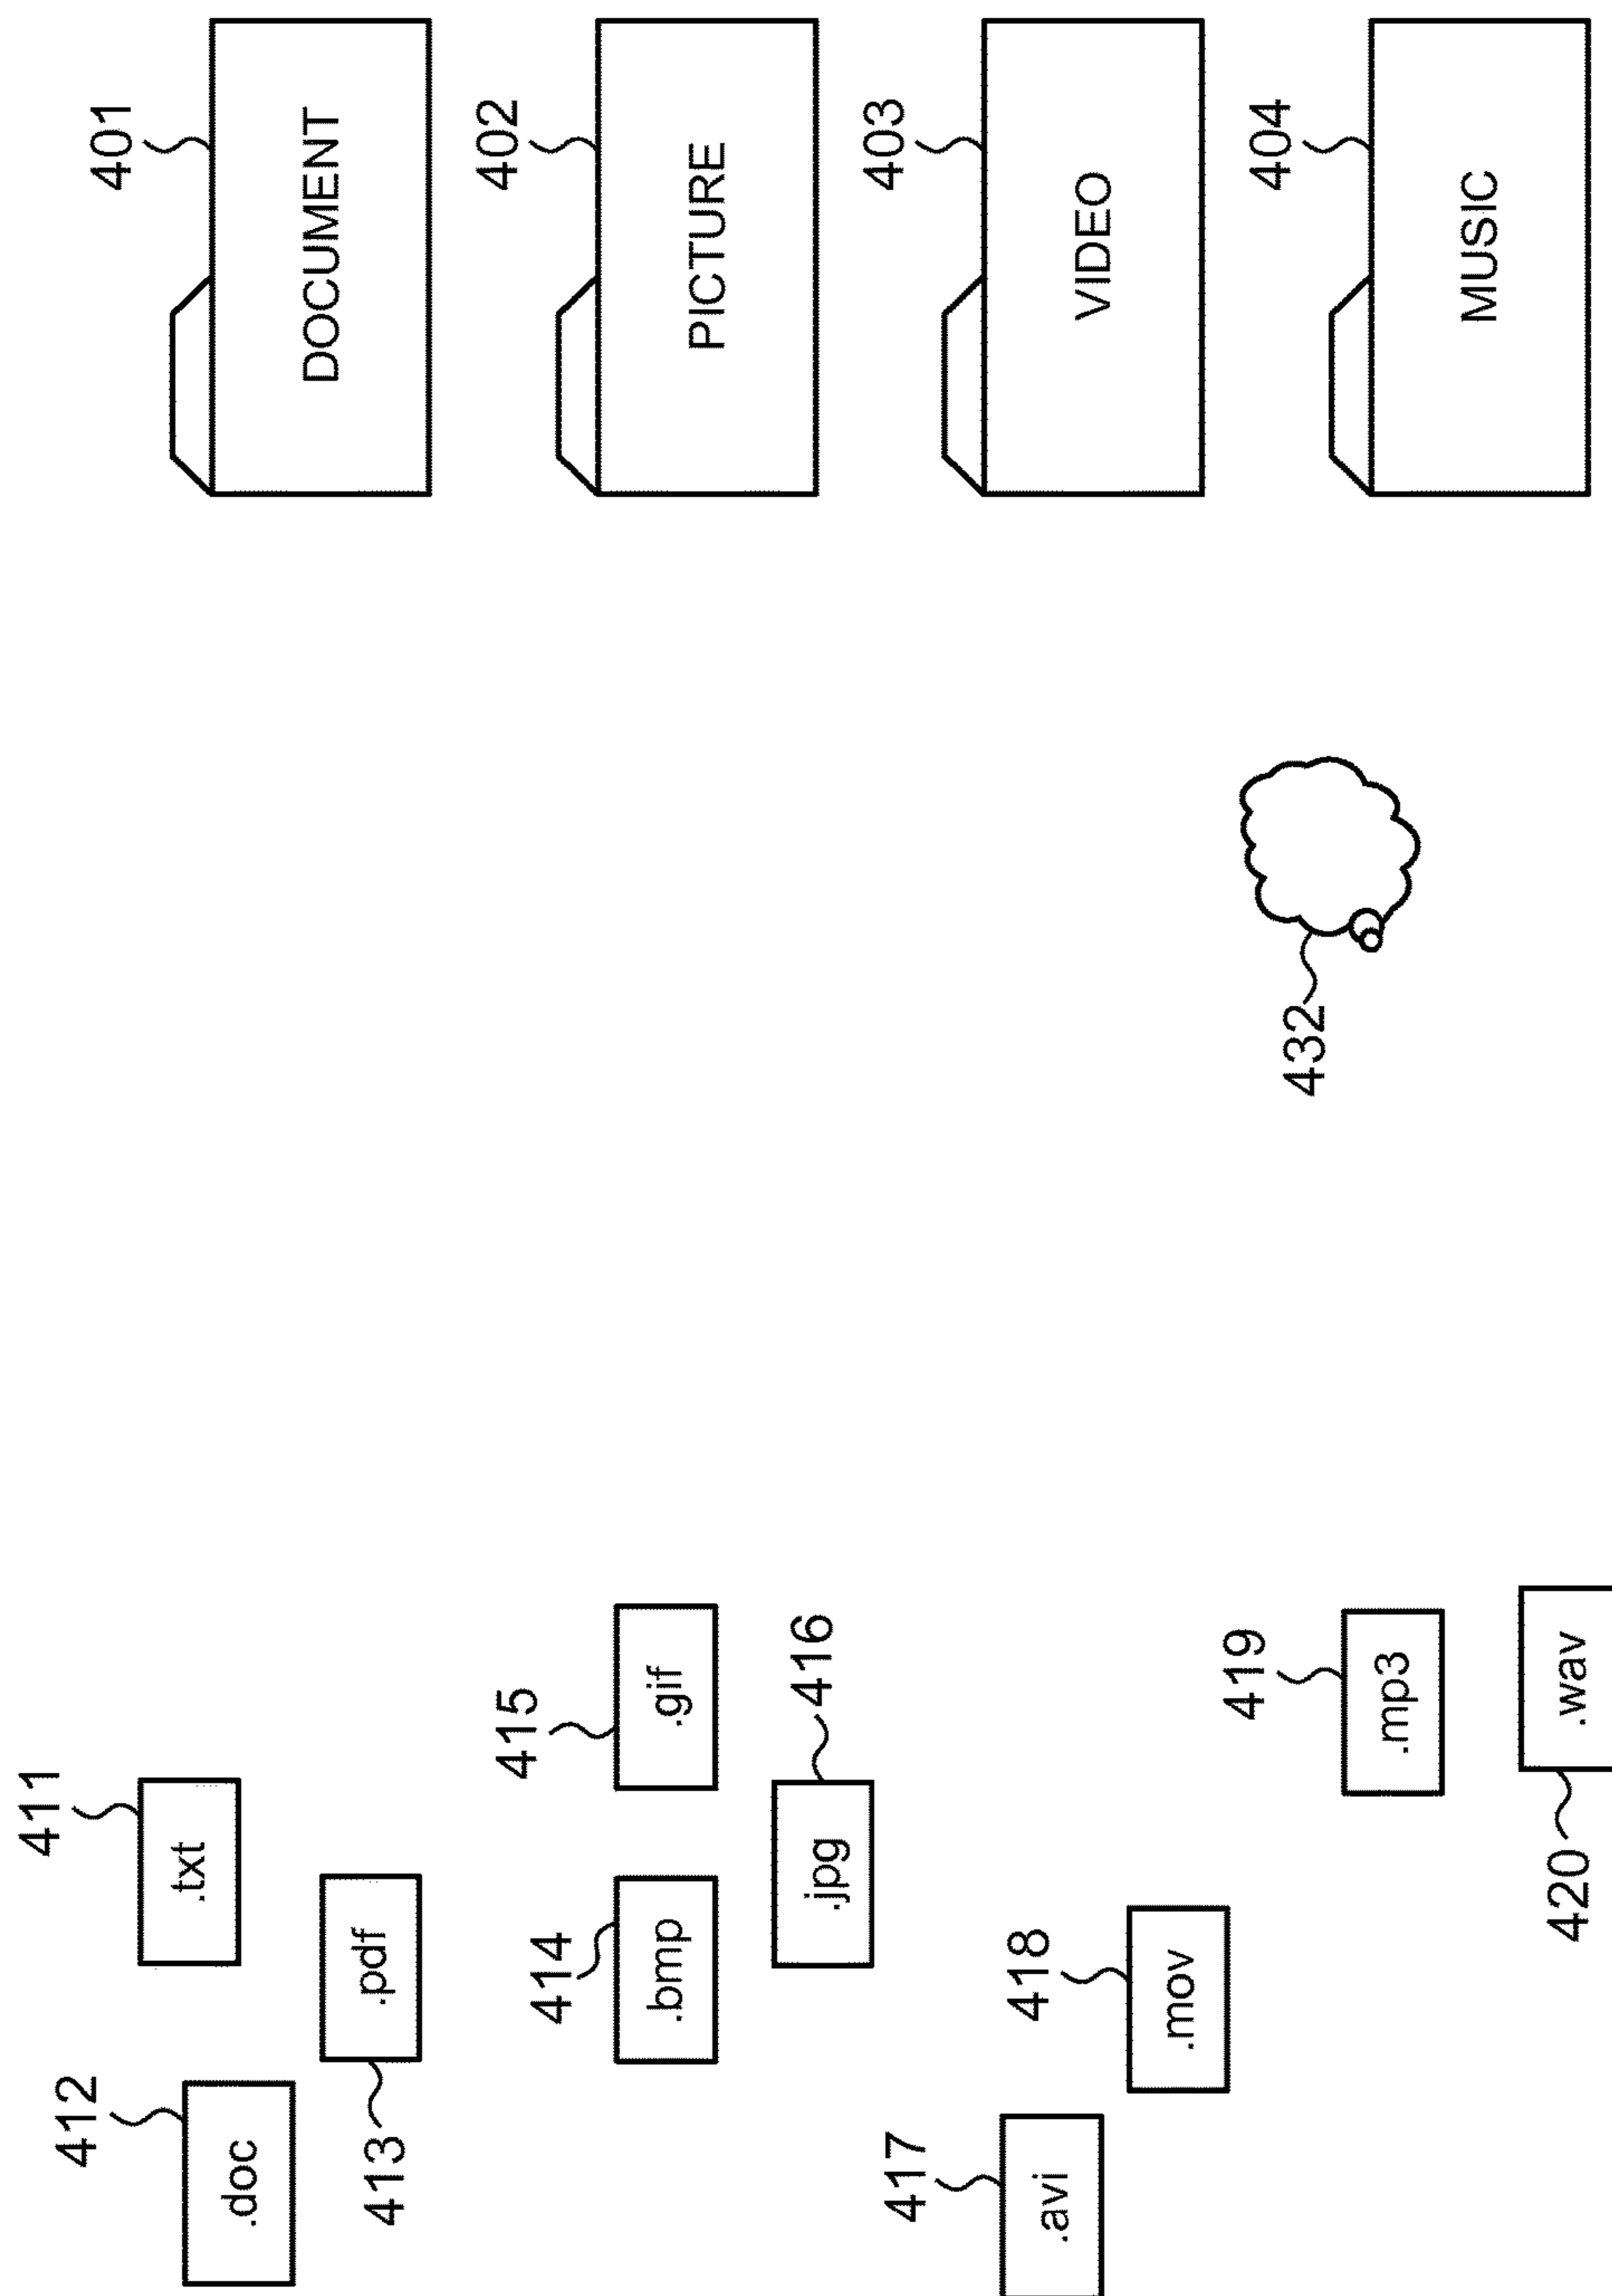 411
.txt
412
.doc
.pdf
413
415
.gif
414
.bmp
416
.jpg
417
.avi
418
.mov
419
.mp3
.wav
420
432
401
DOCUMENT
402
PICTURE
403
VIDEO
404
MUSIC